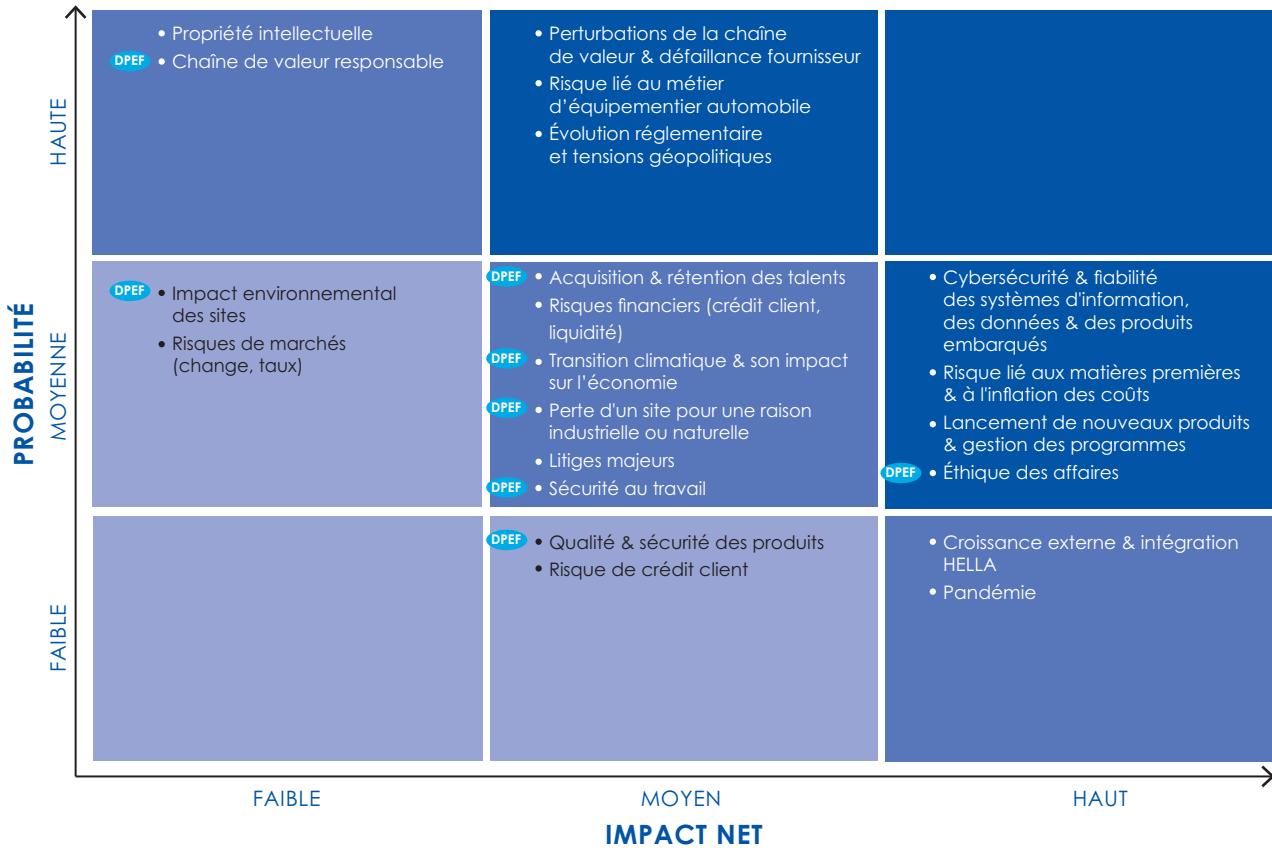 • Propriété intellectuelle
DPEF • Chaîne de valeur responsable
• Perturbations de la chaîne
de valeur & défaillance fournisseur
• Risque lié au métier
d’équipementier automobile
• Évolution réglementaire
et tensions géopolitiques
HAUTE
DPEF • Impact environnemental
des sites
• Risques de marchés
(change, taux)
DPEF • Acquisition & rétention des talents
• Risques financiers (crédit client,
liquidité)
DPEF • Transition climatique & son impact
sur l’économie
DPEF • Perte d'un site pour une raison
industrielle ou naturelle
• Litiges majeurs
DPEF • Sécurité au travail
• Cybersécurité & fiabilité
des systèmes d'information,
des données & des produits
embarqués
• Risque lié aux matières premières
& à l'inflation des coûts
• Lancement de nouveaux produits
& gestion des programmes
DPEF • Éthique des affaires
PROBABILITÉ
MOYENNE
DPEF • Qualité & sécurité des produits
• Risque de crédit client
• Croissance externe & intégration
HELLA
• Pandémie
FAIBLE
FAIBLE
MOYEN
HAUT
IMPACT NET